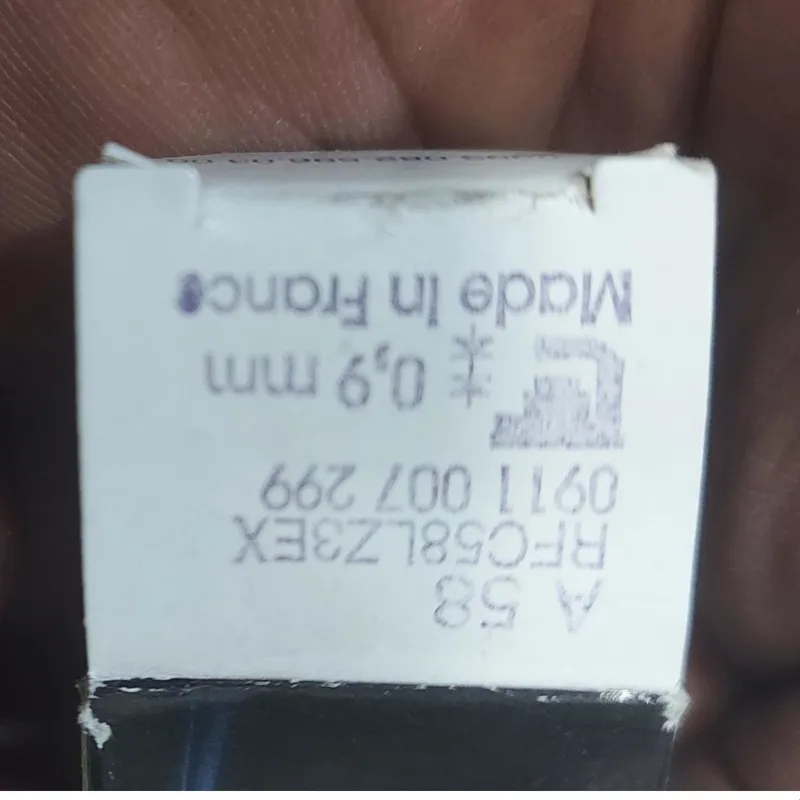 A 58
RFC58LZ3EX
0911 007 299
0,9 mm
Made in France